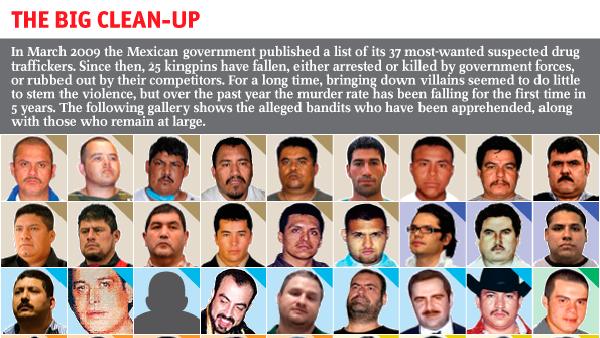 THE BIG CLEAN-UP
In March 2009 the Mexican government published a list of its 37 most-wanted suspected drug
traffickers. Since then, 25 kingpins have fallen, either arrested or killed by government forces,
or rubbed out by their competitors. For a long time, bringing down villains seemed to do little
to stem the violence, but over the past year the murder rate has been falling for the first time in
5 years. The following gallery shows the alleged bandits who have been apprehended, along
with those who remain at large.